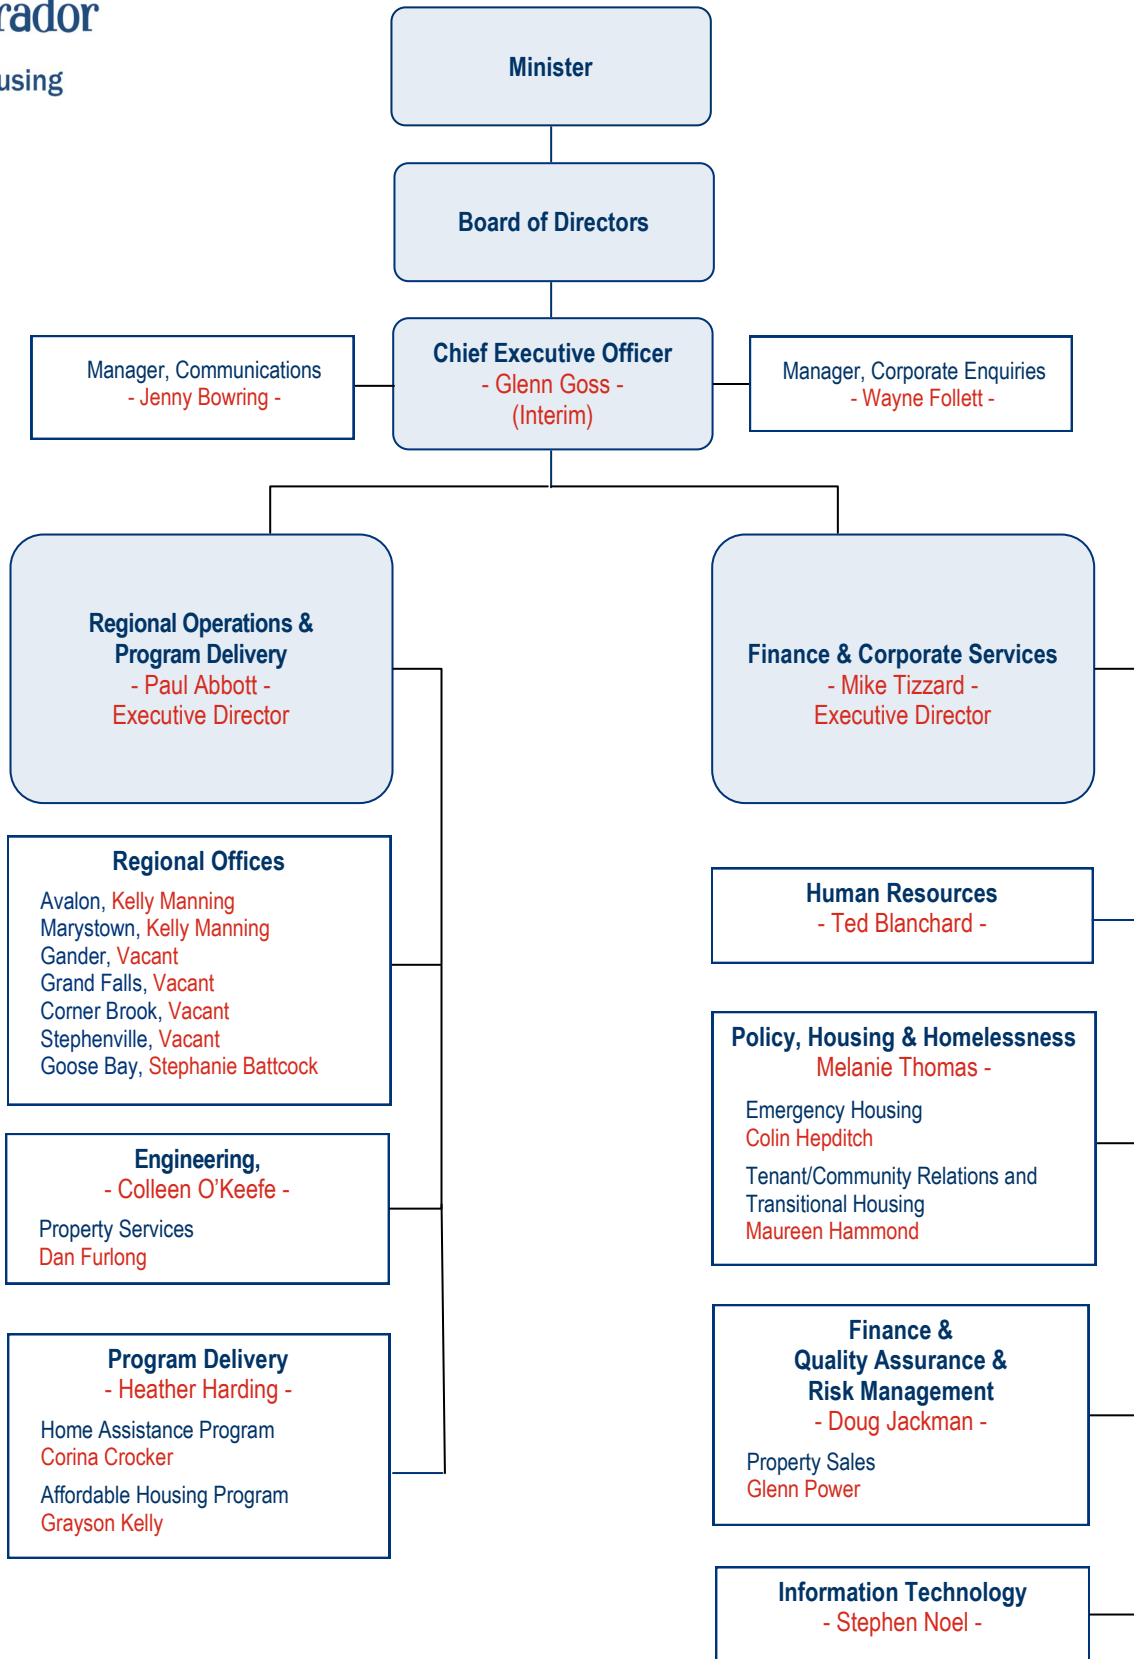 Minister
Board of Directors
Chief Executive Officer
- Glenn Goss -
(Interim)
Manager, Communications
- Jenny Bowring -
Manager, Corporate Enquiries
- Wayne Follett -
Regional Operations &
Program Delivery
- Paul Abbott -
Executive Director
Finance & Corporate Services
- Mike Tizzard -
Executive Director
Regional Offices
Avalon, Kelly Manning
Marystown, Kelly Manning
Gander, Vacant
Grand Falls, Vacant
Corner Brook, Vacant
Stephenville, Vacant
Goose Bay, Stephanie Battcock
Engineering,
- Colleen O'Keefe -
Property Services
Dan Furlong
Program Delivery
- Heather Harding -
Home Assistance Program
Corina Crocker
Affordable Housing Program
Grayson Kelly
Human Resources
- Ted Blanchard -
Policy, Housing & Homelessness
Melanie Thomas -
Emergency Housing
Colin Hepditch
Tenant/Community Relations and
Transitional Housing
Maureen Hammond
Finance &
Quality Assurance &
Risk Management
- Doug Jackman -
Property Sales
Glenn Power
Information Technology
- Stephen Noel -